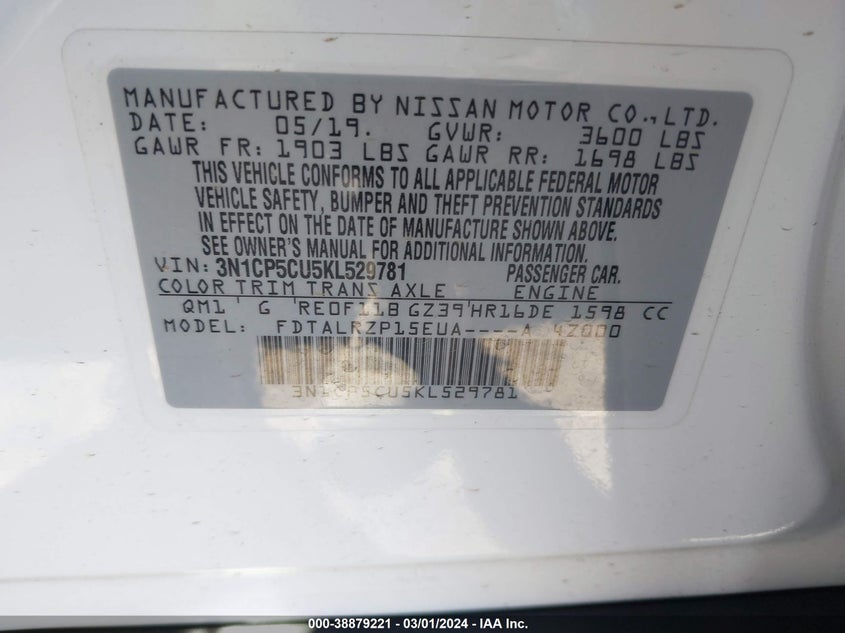 MANUFACTURED BY NISSAN MOTOR CO., LTD.
DATE: 05/19. GVWR: 3600 LBS
GAWR FR: 1903 LBS GAWR RR: 1698 LBS
THIS VEHICLE CONFORMS TO ALL APPLICABLE FEDERAL MOTOR
VEHICLE SAFETY, BUMPER AND THEFT PREVENTION STANDARDS
IN EFFECT ON THE DATE OF MANUFACTURE SHOWN ABOVE.
SEE OWNER'S MANUAL FOR ADDITIONAL INFORMATION.
VIN: 3N1CP5CU5KL529781 PASSENGER CAR.
COLOR TRIM TRANS AXLE ENGINE
QM1 G RE0F11B GZ39 HR16DE 1598 CC
MODEL: FDTALRZP15EUA----A 4Z000
3N1CP5CU5KL529781
000-38879221 - 03/01/2024 - IAA Inc.